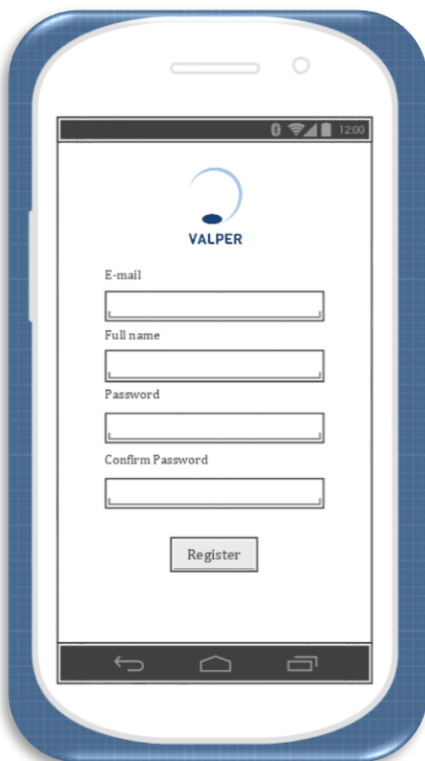 12:00
VALPER
E-mail
Full name
Password
Confirm Password
Register